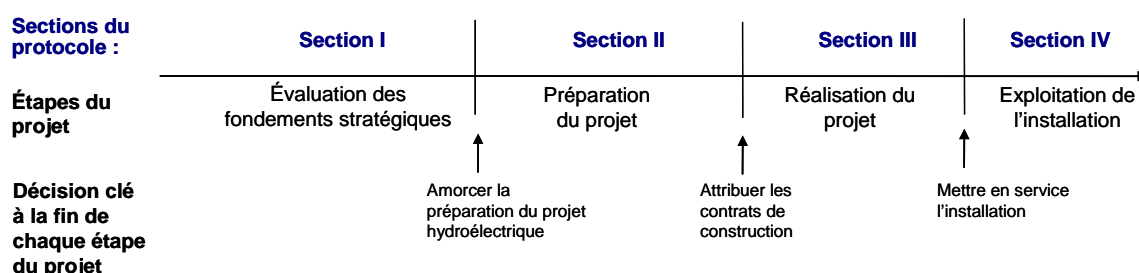 Sections du
protocole :
Section I
Section II
Section III
Section IV
Étapes du
projet
Évaluation des
fondements stratégiques
Préparation
du projet
Réalisation du
projet
Exploitation de
l'installation
Décision clé
à la fin de
chaque étape
du projet
Amorcer la
préparation du projet
hydroélectrique
Attribuer les
contrats de
construction
Mettre en service
l'installation